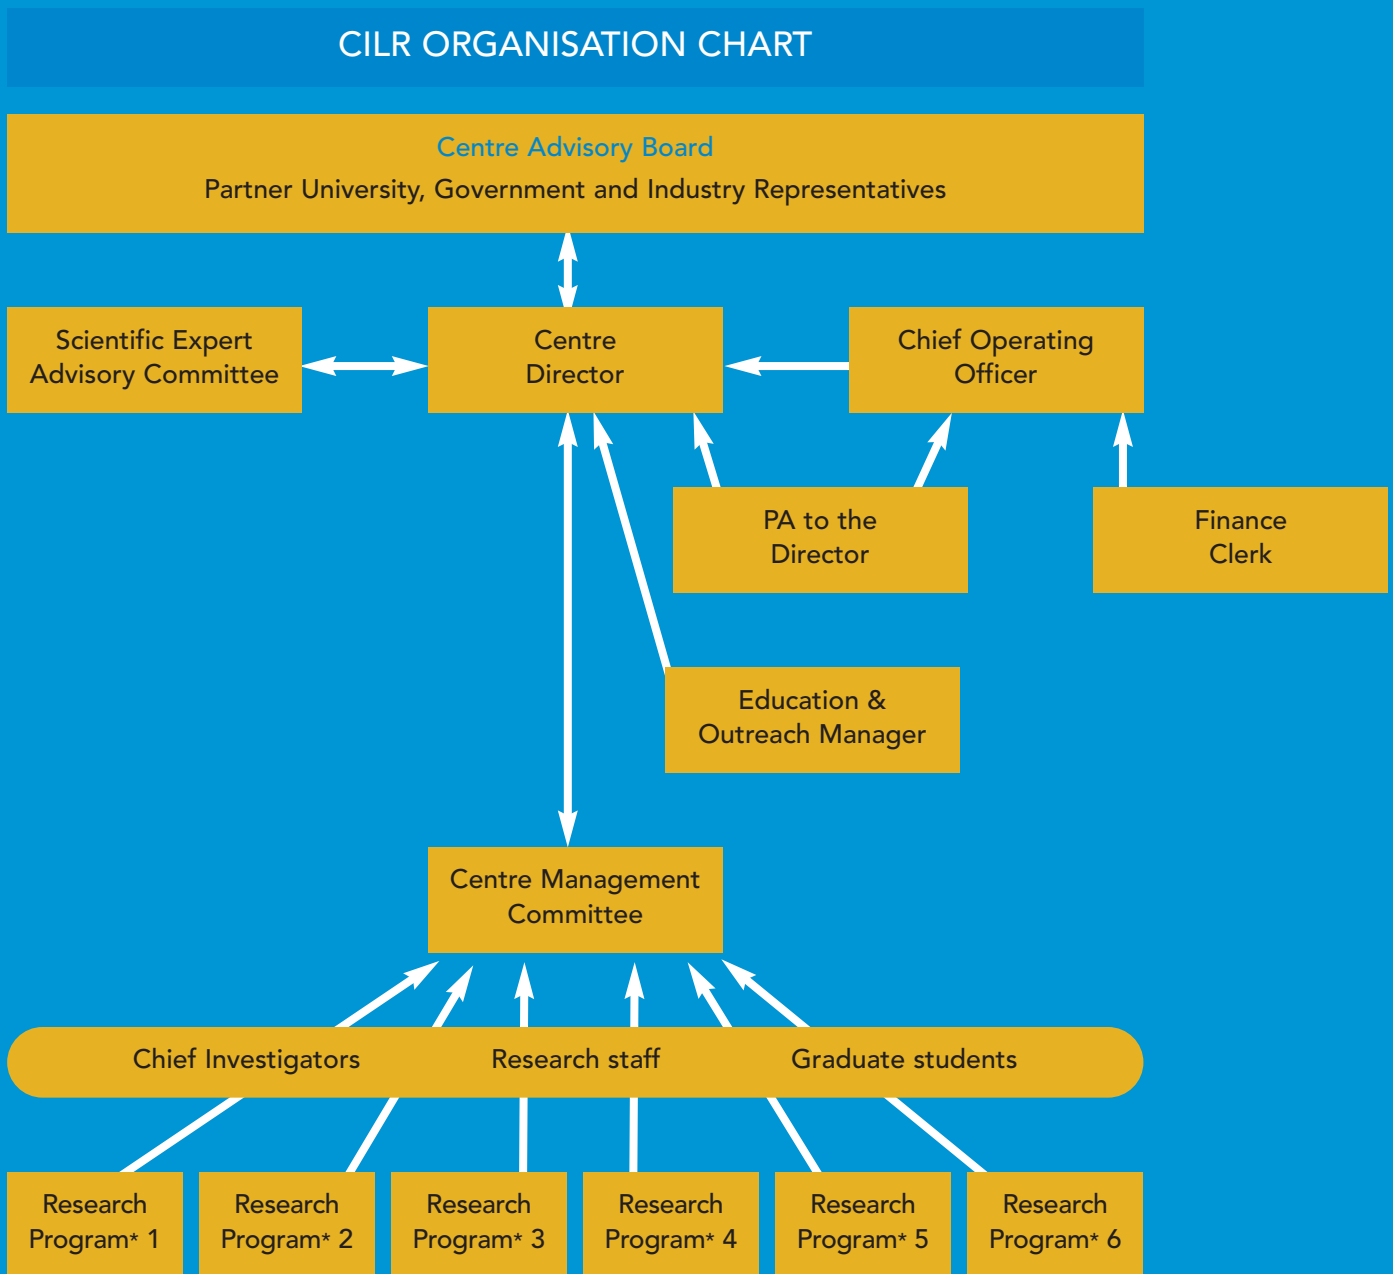 CILR ORGANISATION CHART
Centre Advisory Board
Partner University, Government and Industry Representatives
Scientific Expert
Advisory Committee
Centre
Director
Chief Operating
Officer
PA to the
Director
Finance
Clerk
Education &
Outreach Manager
Centre Management
Committee
Chief Investigators
Research staff
Graduate students
Research
Program* 1
Research
Program* 2
Research
Program* 3
Research
Program* 4
Research
Program* 5
Research
Program* 6